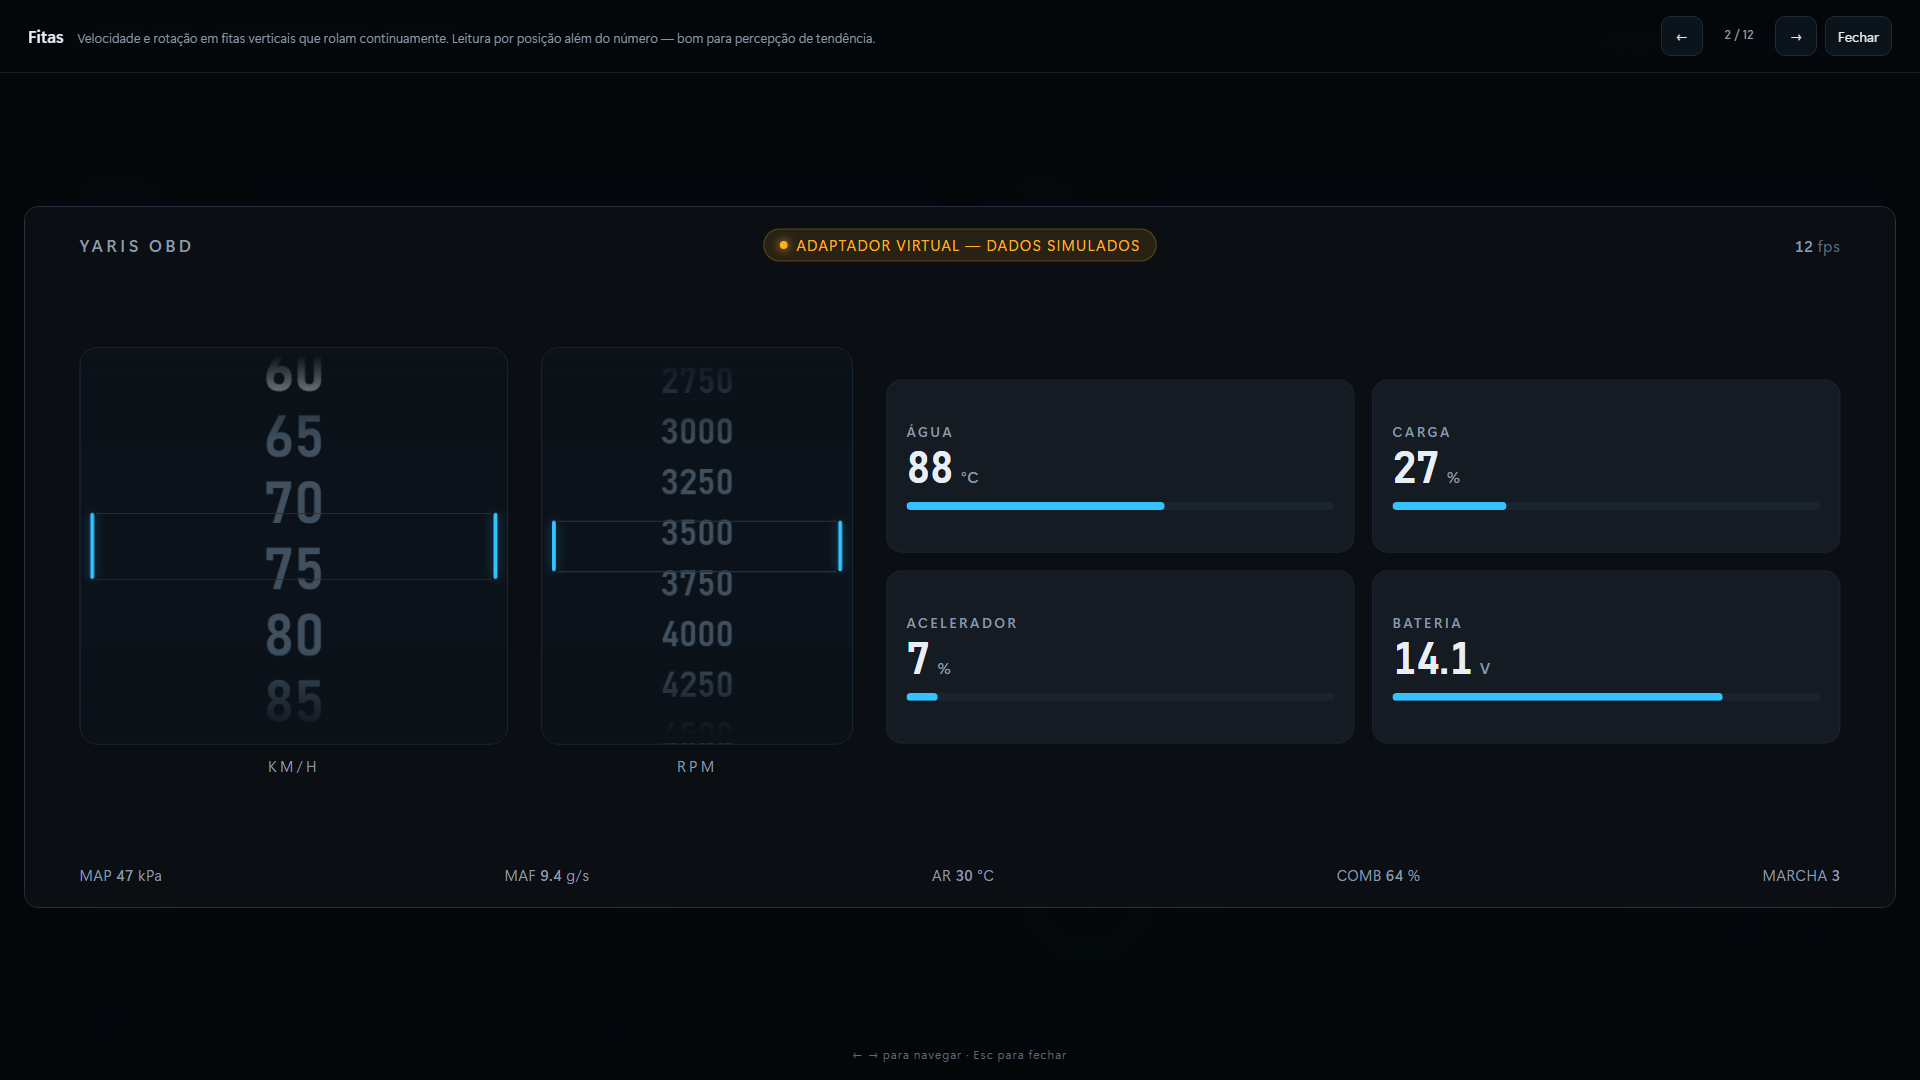 Fitas Velocidade e rotação em fitas verticais que rolam continuamente. Leitura por posição além do número — bom para percepção de tendência.
← 2 / 12 → Fechar
YARIS OBD
ADAPTADOR VIRTUAL — DADOS SIMULADOS
12 fps
60
65
70
75
80
85
KM/H
2750
3000
3250
3500
3750
4000
4250
4500
RPM
ÁGUA
88 °C
CARGA
27 %
ACELERADOR
7 %
BATERIA
14.1 V
MAP 47 kPa
MAF 9.4 g/s
AR 30 °C
COMB 64 %
MARCHA 3
← → para navegar · Esc para fechar